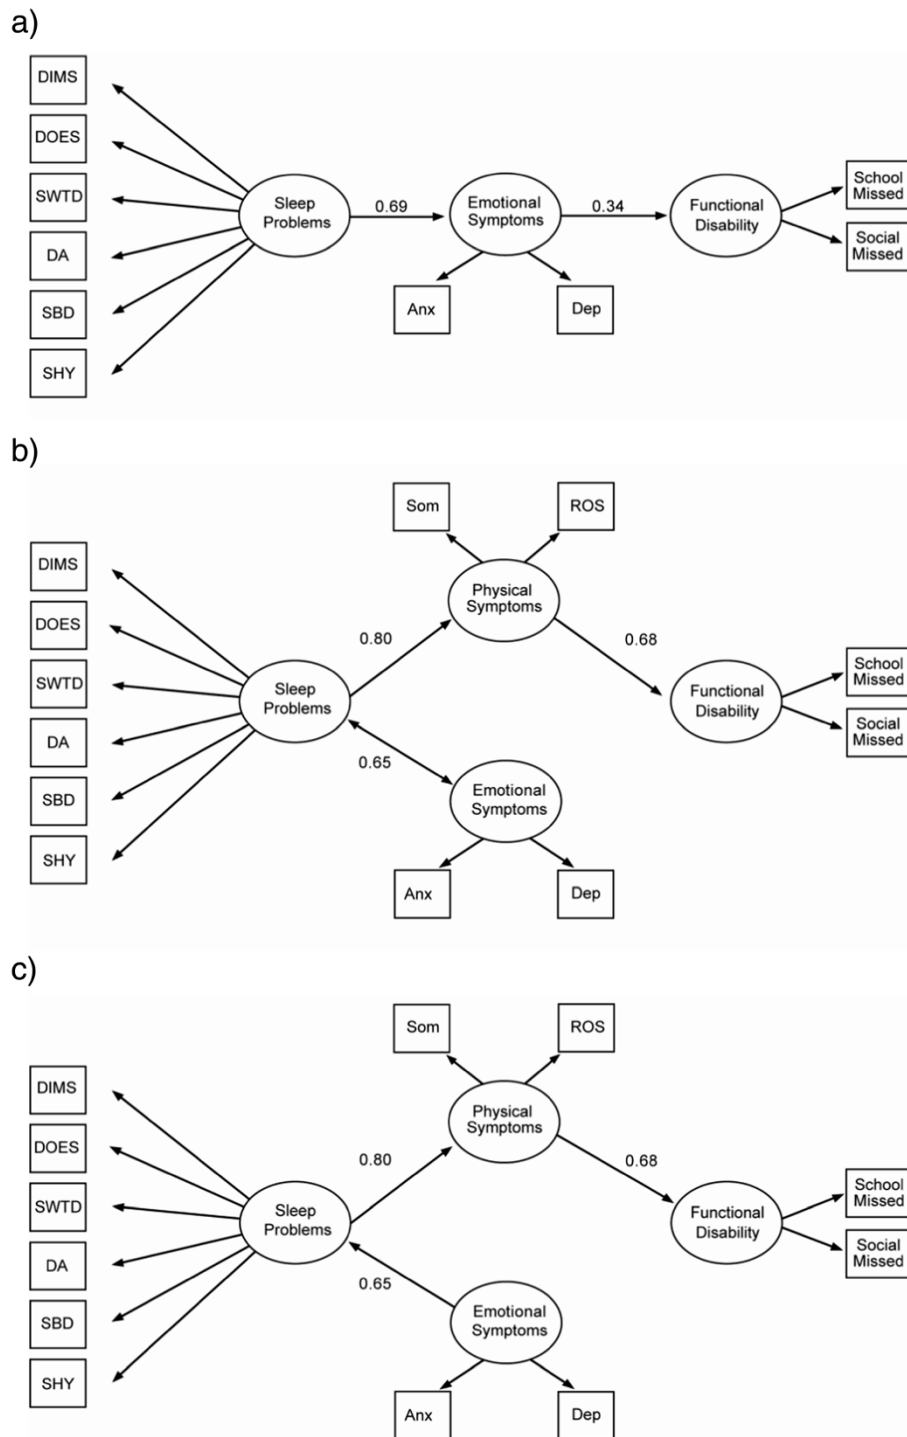 a)
DIMS
DOES
SWTD
DA
SBD
SHY
Sleep
Problems
0.69
Emotional
Symptoms
0.34
Functional
Disability
School
Missed
Social
Missed
Anx
Dep
b)
Som
ROS
DIMS
DOES
SWTD
DA
SBD
SHY
Physical
Symptoms
0.80
0.68
Sleep
Problems
Functional
Disability
School
Missed
Social
Missed
0.65
Emotional
Symptoms
Anx
Dep
c)
Som
ROS
DIMS
DOES
SWTD
DA
SBD
SHY
Physical
Symptoms
0.80
0.68
Sleep
Problems
Functional
Disability
School
Missed
Social
Missed
0.65
Emotional
Symptoms
Anx
Dep